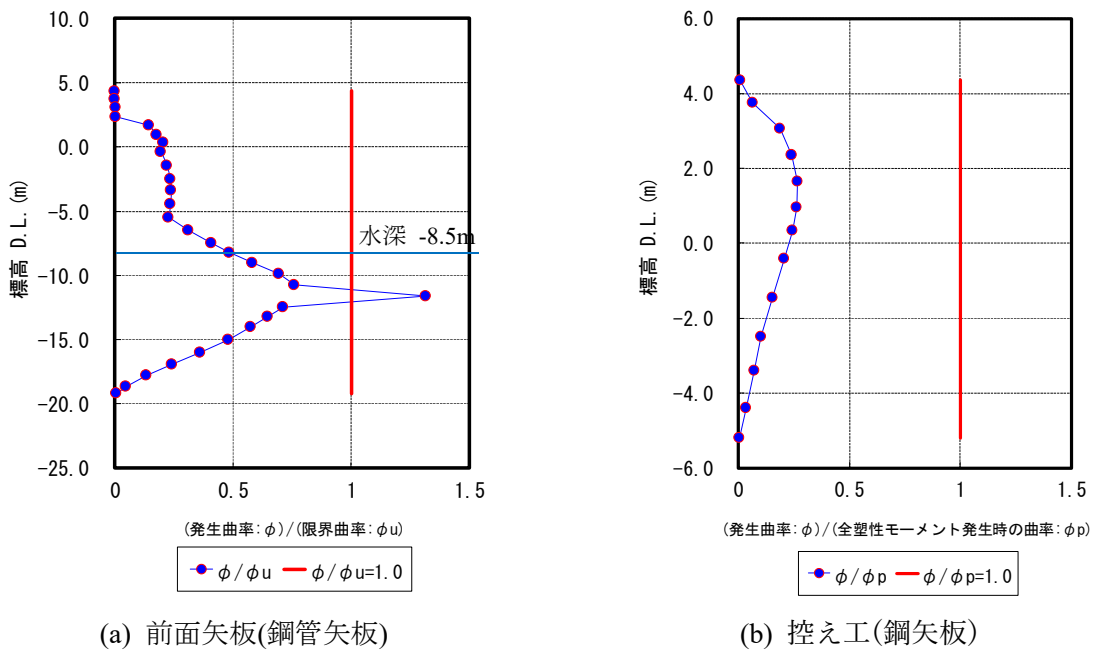 10.0
5.0
0.0
-5.0
-10.0
-15.0
-20.0
-25.0
標高 D.L.(m)
水深 -8.5m
0 0.5 1 1.5
(発生曲率:φ)/(限界曲率:φu)
φ/φu φ/φu=1.0
(a) 前面矢板(鋼管矢板)
6.0
4.0
2.0
0.0
-2.0
-4.0
-6.0
標高 D.L.(m)
0 0.5 1 1.5
(発生曲率:φ)/(全塑性モーメント発生時の曲率:φp)
φ/φp φ/φp=1.0
(b) 控え工(鋼矢板)